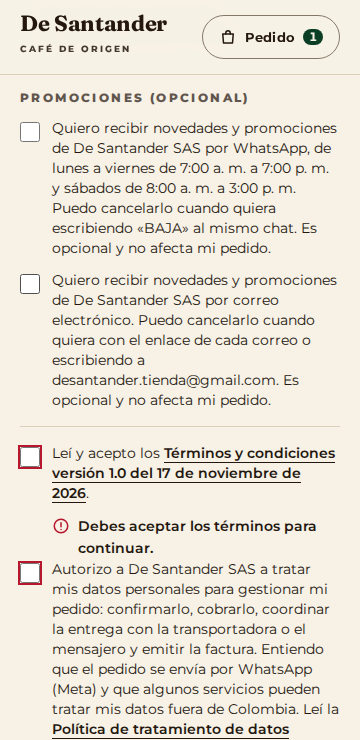 De Santander
CAFÉ DE ORIGEN
Pedido 1
PROMOCIONES (OPCIONAL)
Quiero recibir novedades y promociones
de De Santander SAS por WhatsApp, de
lunes a viernes de 7:00 a. m. a 7:00 p. m.
y sábados de 8:00 a. m. a 3:00 p. m.
Puedo cancelarlo cuando quiera
escribiendo «BAJA» al mismo chat. Es
opcional y no afecta mi pedido.
Quiero recibir novedades y promociones
de De Santander SAS por correo
electrónico. Puedo cancelarlo cuando
quiera con el enlace de cada correo o
escribiendo a
desantander.tienda@gmail.com. Es
opcional y no afecta mi pedido.
Leí y acepto los Términos y condiciones
versión 1.0 del 17 de noviembre de
2026.
Debes aceptar los términos para
continuar.
Autorizo a De Santander SAS a tratar
mis datos personales para gestionar mi
pedido: confirmarlo, cobrarlo, coordinar
la entrega con la transportadora o el
mensajero y emitir la factura. Entiendo
que el pedido se envía por WhatsApp
(Meta) y que algunos servicios pueden
tratar mis datos fuera de Colombia. Leí la
Política de tratamiento de datos